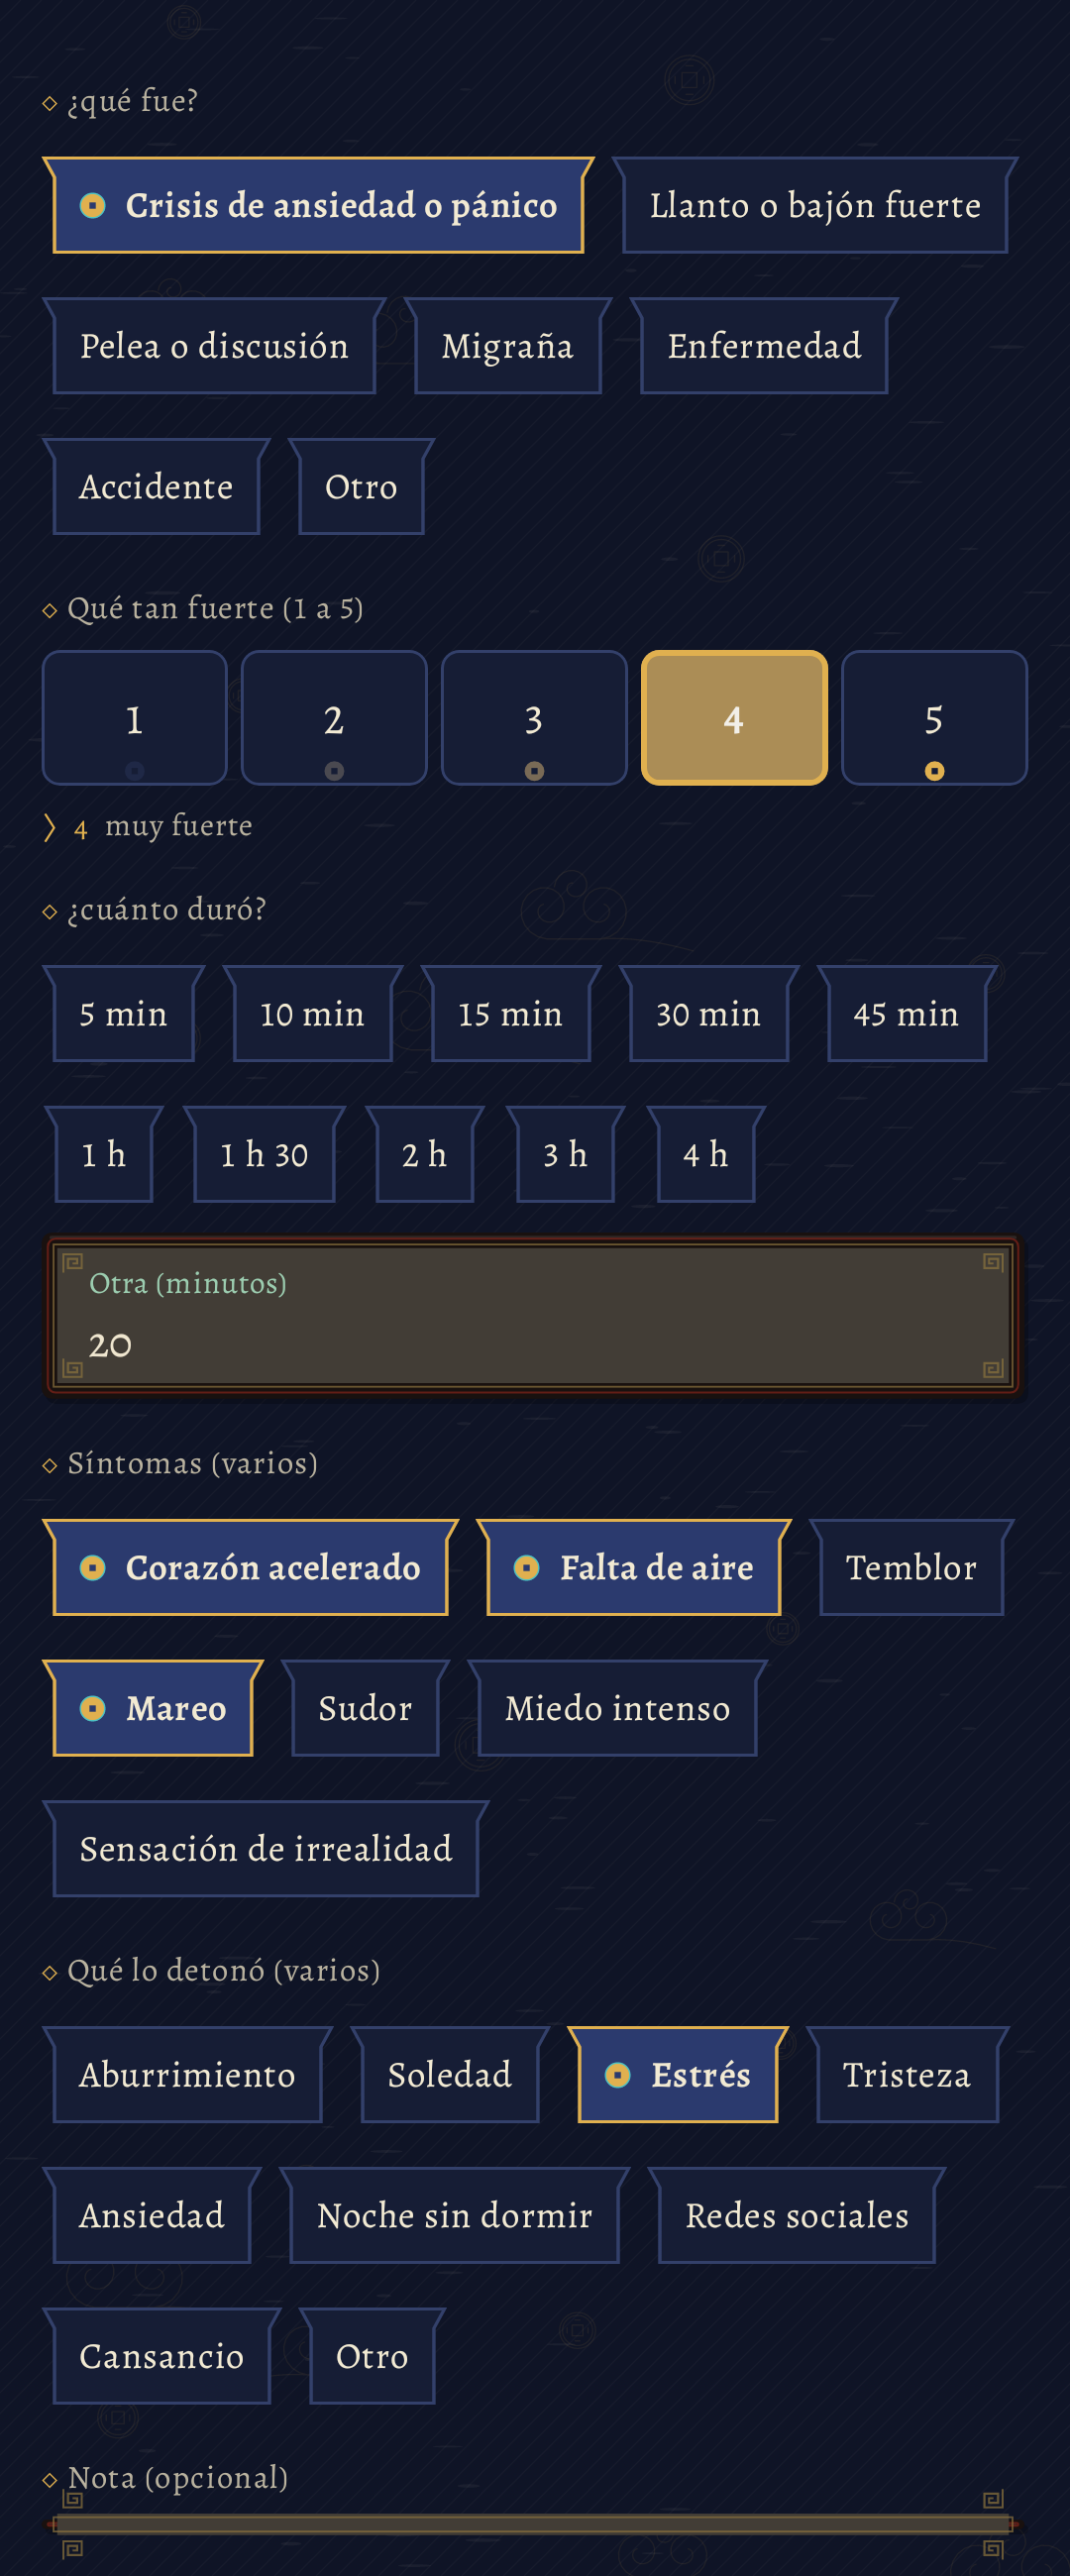 ¿qué fue?
Crisis de ansiedad o pánico Llanto o bajón fuerte
Pelea o discusión Migraña Enfermedad
Accidente Otro
Qué tan fuerte (1 a 5)
1 2 3 4 5
4 muy fuerte
¿cuánto duró?
5 min 10 min 15 min 30 min 45 min
1 h 1 h 30 2 h 3 h 4 h
Otra (minutos)
20
Síntomas (varios)
Corazón acelerado Falta de aire Temblor
Mareo Sudor Miedo intenso
Sensación de irrealidad
Qué lo detonó (varios)
Aburrimiento Soledad Estrés Tristeza
Ansiedad Noche sin dormir Redes sociales
Cansancio Otro
Nota (opcional)